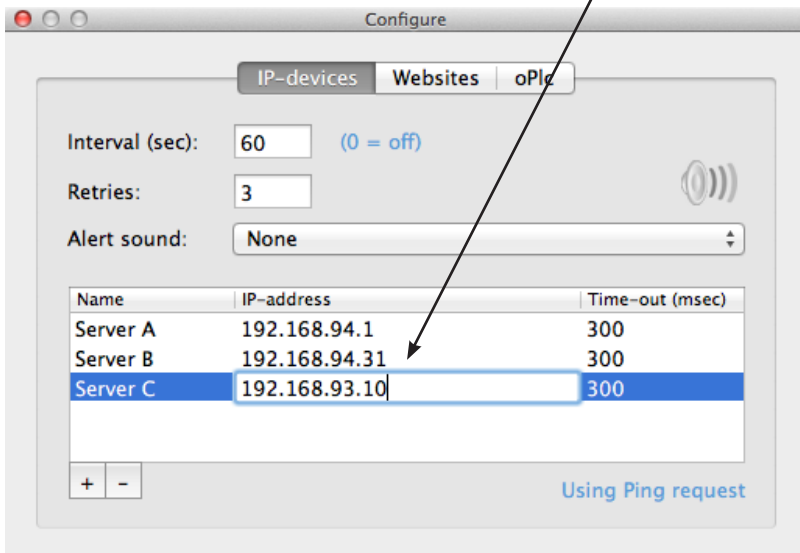 Configure
IP-devices Websites oPlc
Interval (sec): 60 (0 = off)
Retries: 3
Alert sound: None
Name IP-address Time-out (msec)
Server A 192.168.94.1 300
Server B 192.168.94.31 300
Server C 192.168.93.10 300
+ -
Using Ping request